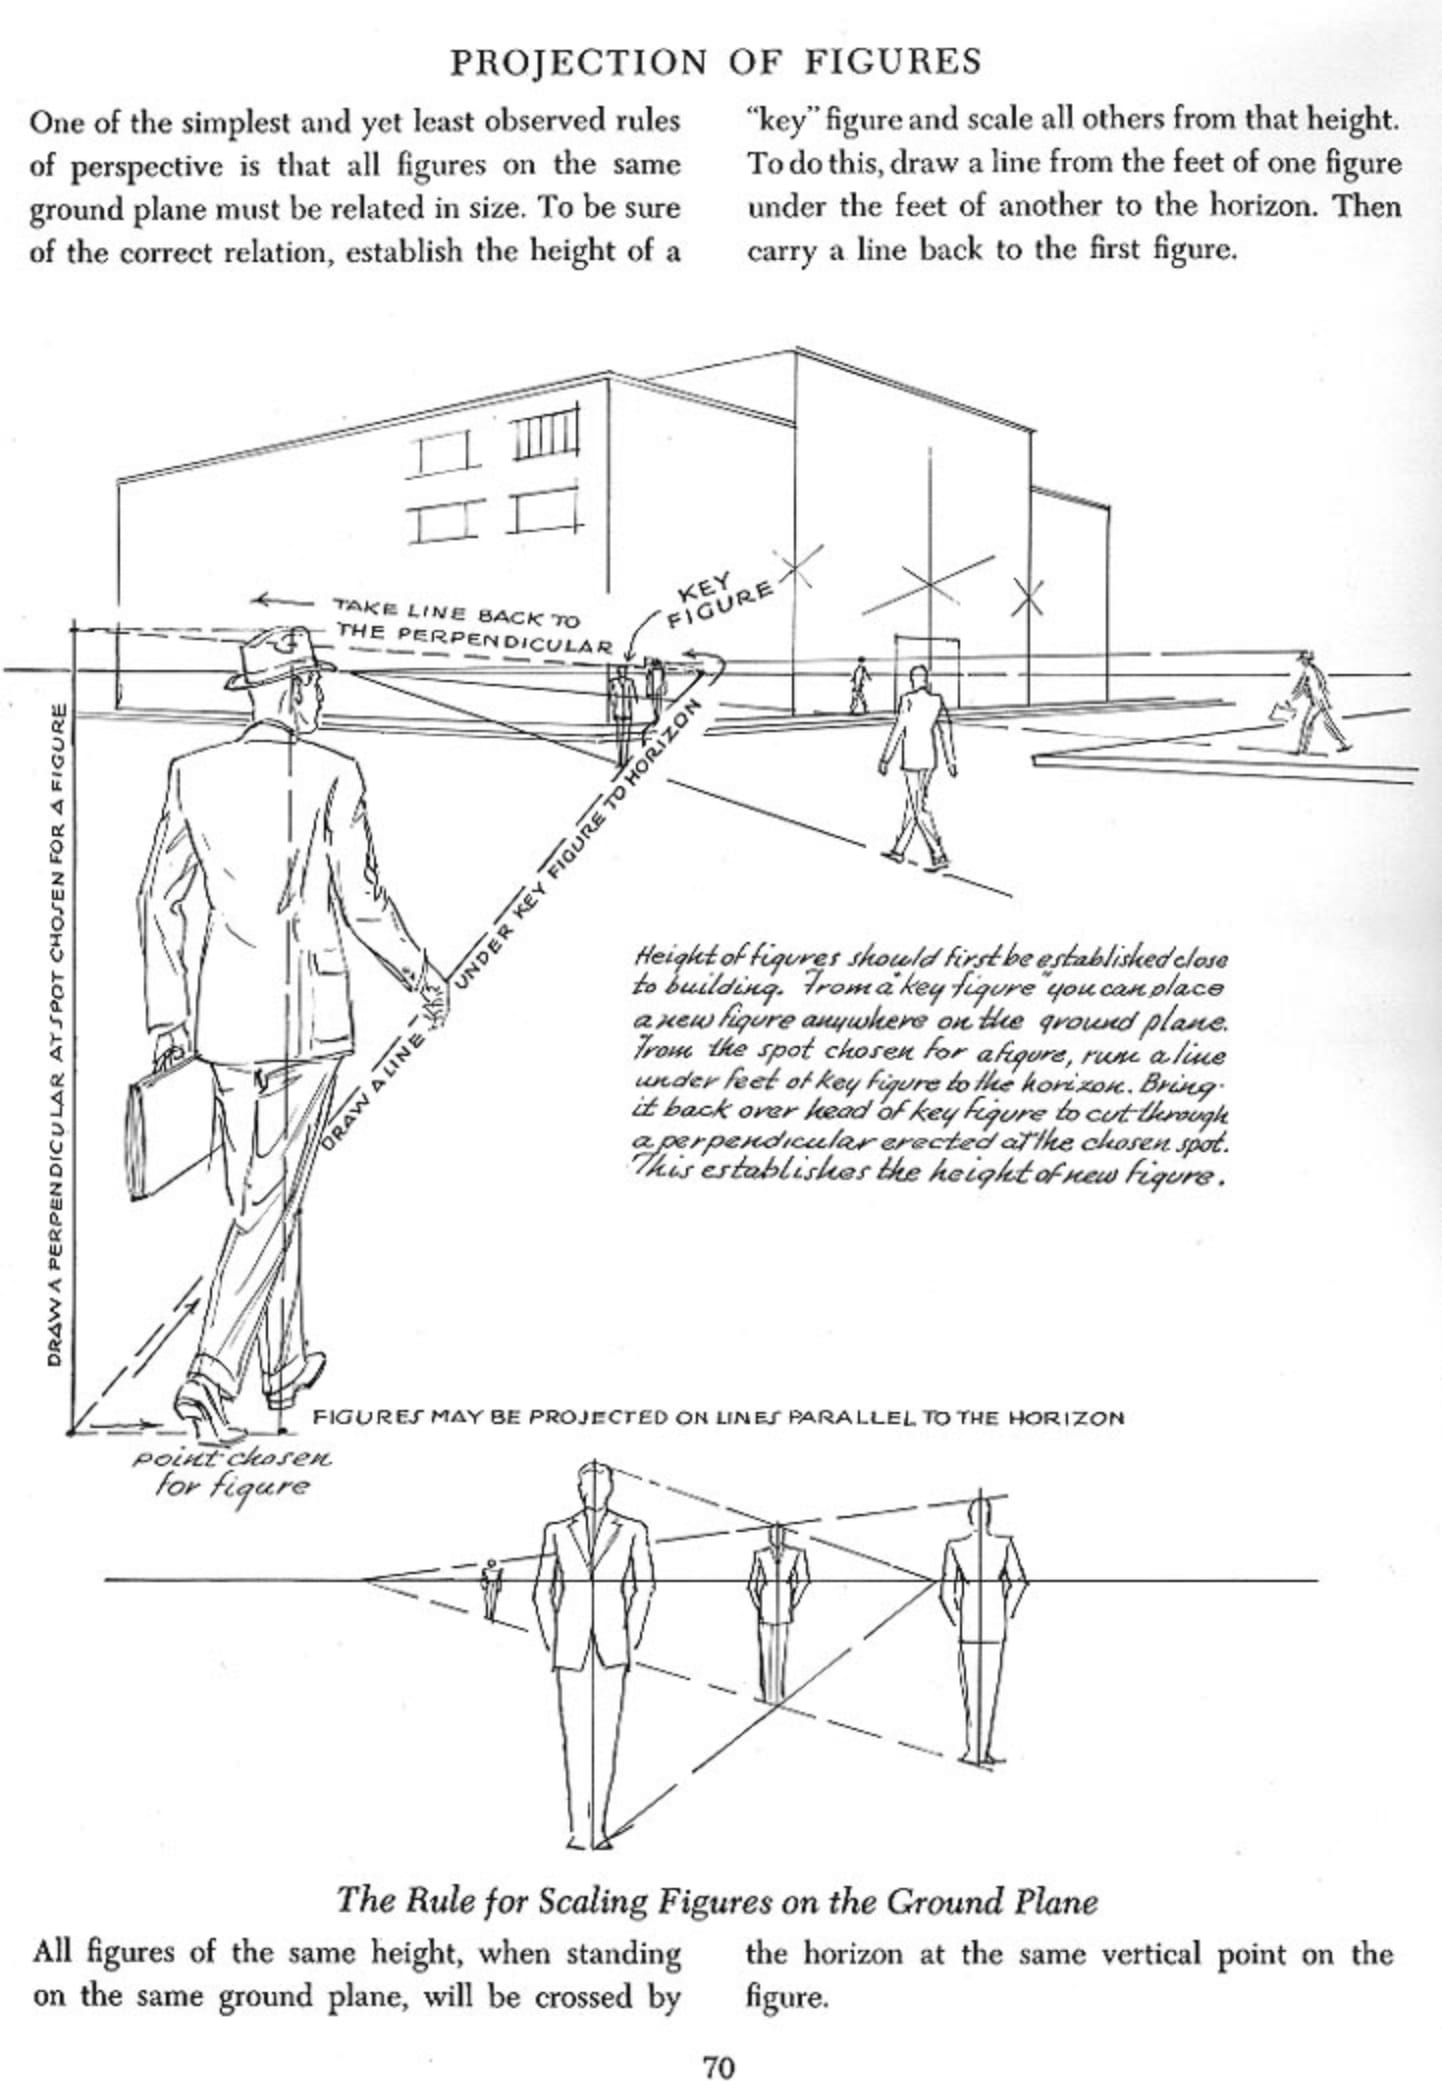 PROJECTION OF FIGURES
One of the simplest and yet least observed rules
of perspective is that all figures on the same
ground plane must be related in size. To be sure
of the correct relation, establish the height of a
“key” figure and scale all others from that height.
To do this, draw a line from the feet of one figure
under the feet of another to the horizon. Then
carry a line back to the first figure.
KEY
FIGURE
TAKE LINE BACK TO
THE PERPENDICULAR
DRAW A PERPENDICULAR AT SPOT CHOSEN FOR A FIGURE
DRAW A LINE UNDER KEY FIGURE TO HORIZON
Height of figures should first be established close
to building. From a "key figure" you can place
a new figure anywhere on the ground plane.
From the spot chosen for a figure, run a line
under feet of key figure to the horizon. Bring
it back over head of key figure to cut through
a perpendicular erected at the chosen spot.
This establishes the height of new figure.
FIGURES MAY BE PROJECTED ON LINES PARALLEL TO THE HORIZON
point chosen
for figure
The Rule for Scaling Figures on the Ground Plane
All figures of the same height, when standing
on the same ground plane, will be crossed by
the horizon at the same vertical point on the
figure.
70